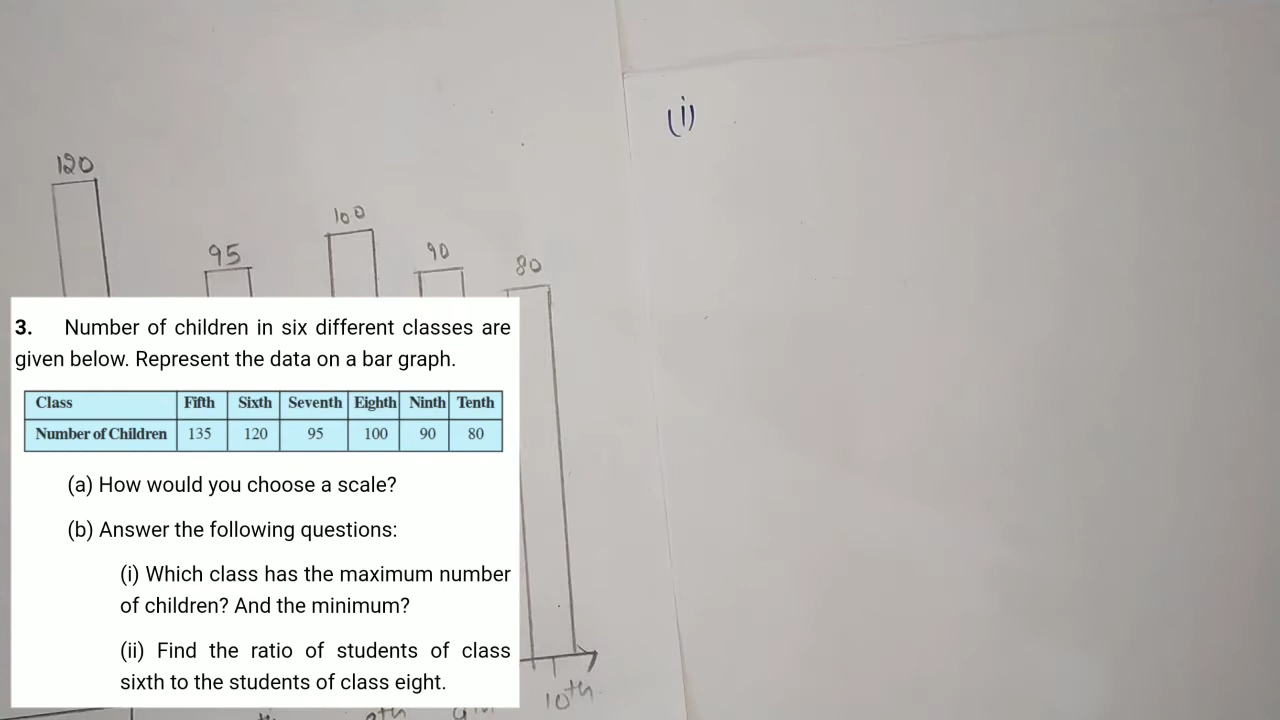 (i)
120
95
100
90
80
3. Number of children in six different classes are
given below. Represent the data on a bar graph.
Class Fifth Sixth Seventh Eighth Ninth Tenth
Number of Children 135 120 95 100 90 80
(a) How would you choose a scale?
(b) Answer the following questions:
(i) Which class has the maximum number
of children? And the minimum?
(ii) Find the ratio of students of class
sixth to the students of class eight.
10th